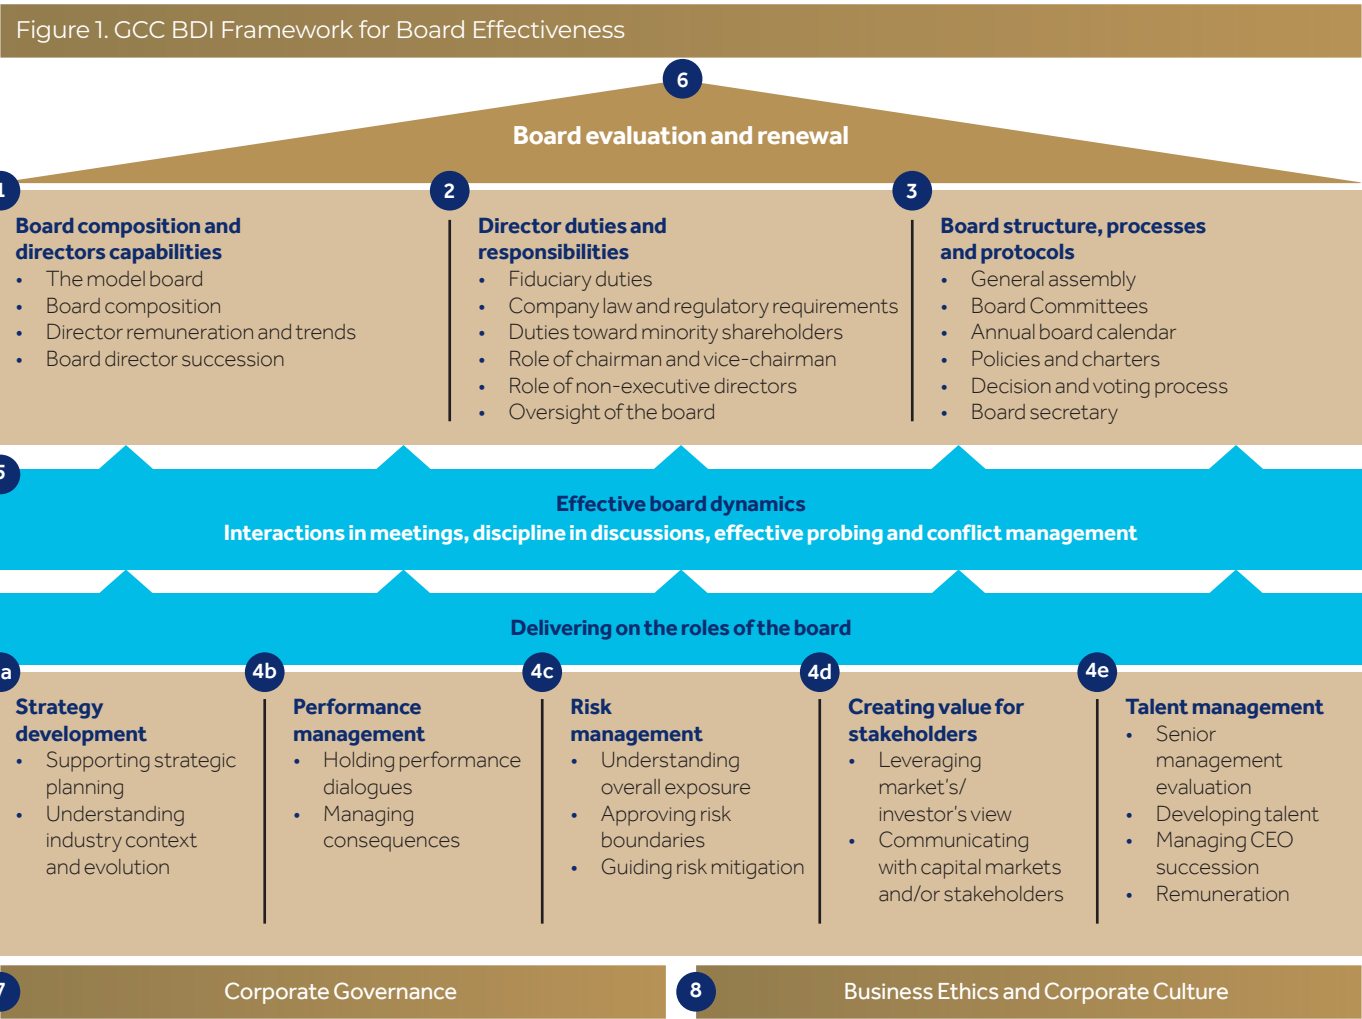 Figure 1. GCC BDI Framework for Board Effectiveness
6
Board evaluation and renewal
1
Board composition and
directors capabilities
• The model board
• Board composition
• Director remuneration and trends
• Board director succession
2
Director duties and
responsibilities
• Fiduciary duties
• Company law and regulatory requirements
• Duties toward minority shareholders
• Role of chairman and vice-chairman
• Role of non-executive directors
• Oversight of the board
3
Board structure, processes
and protocols
• General assembly
• Board Committees
• Annual board calendar
• Policies and charters
• Decision and voting process
• Board secretary
5
Effective board dynamics
Interactions in meetings, discipline in discussions, effective probing and conflict management
Delivering on the roles of the board
a
Strategy
development
• Supporting strategic
planning
• Understanding
industry context
and evolution
4b
Performance
management
• Holding performance
dialogues
• Managing
consequences
4c
Risk
management
• Understanding
overall exposure
• Approving risk
boundaries
• Guiding risk mitigation
4d
Creating value for
stakeholders
• Leveraging
market's/
investor's view
• Communicating
with capital markets
and/or stakeholders
4e
Talent management
• Senior
management
evaluation
• Developing talent
• Managing CEO
succession
• Remuneration
7
Corporate Governance
8
Business Ethics and Corporate Culture